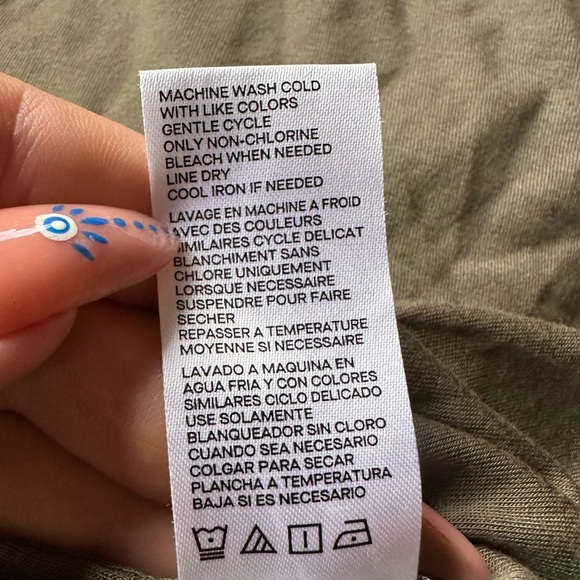 MACHINE WASH COLD
WITH LIKE COLORS
GENTLE CYCLE
ONLY NON-CHLORINE
BLEACH WHEN NEEDED
LINE DRY
COOL IRON IF NEEDED
LAVAGE EN MACHINE A FROID
AVEC DES COULEURS
SIMILAIRES CYCLE DELICAT
BLANCHIMENT SANS
CHLORE UNIQUEMENT
LORSQUE NECESSAIRE
SUSPENDRE POUR FAIRE
SECHER
REPASSER A TEMPERATURE
MOYENNE SI NECESSAIRE
LAVADO A MAQUINA EN
AGUA FRIA Y CON COLORES
SIMILARES CICLO DELICADO
USE SOLAMENTE
BLANQUEADOR SIN CLORO
CUANDO SEA NECESARIO
COLGAR PARA SECAR
PLANCHA A TEMPERATURA
BAJA SI ES NECESARIO